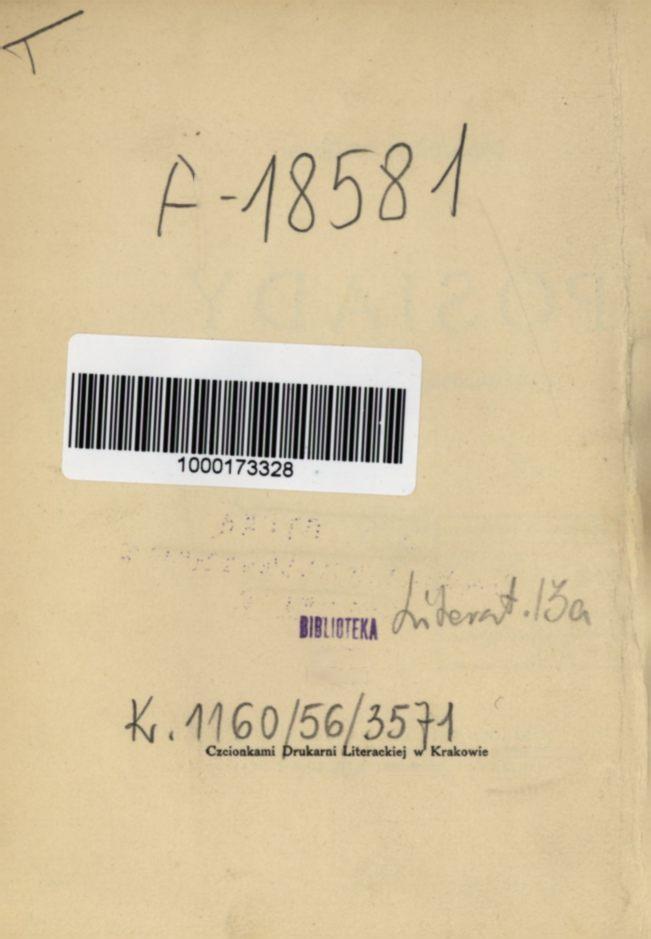 F-18581
1000173328
Literat. 13a
BIBLIOTEKA
K. 1160/56/3571
Czcionkami Drukarni Literackiej w Krakowie